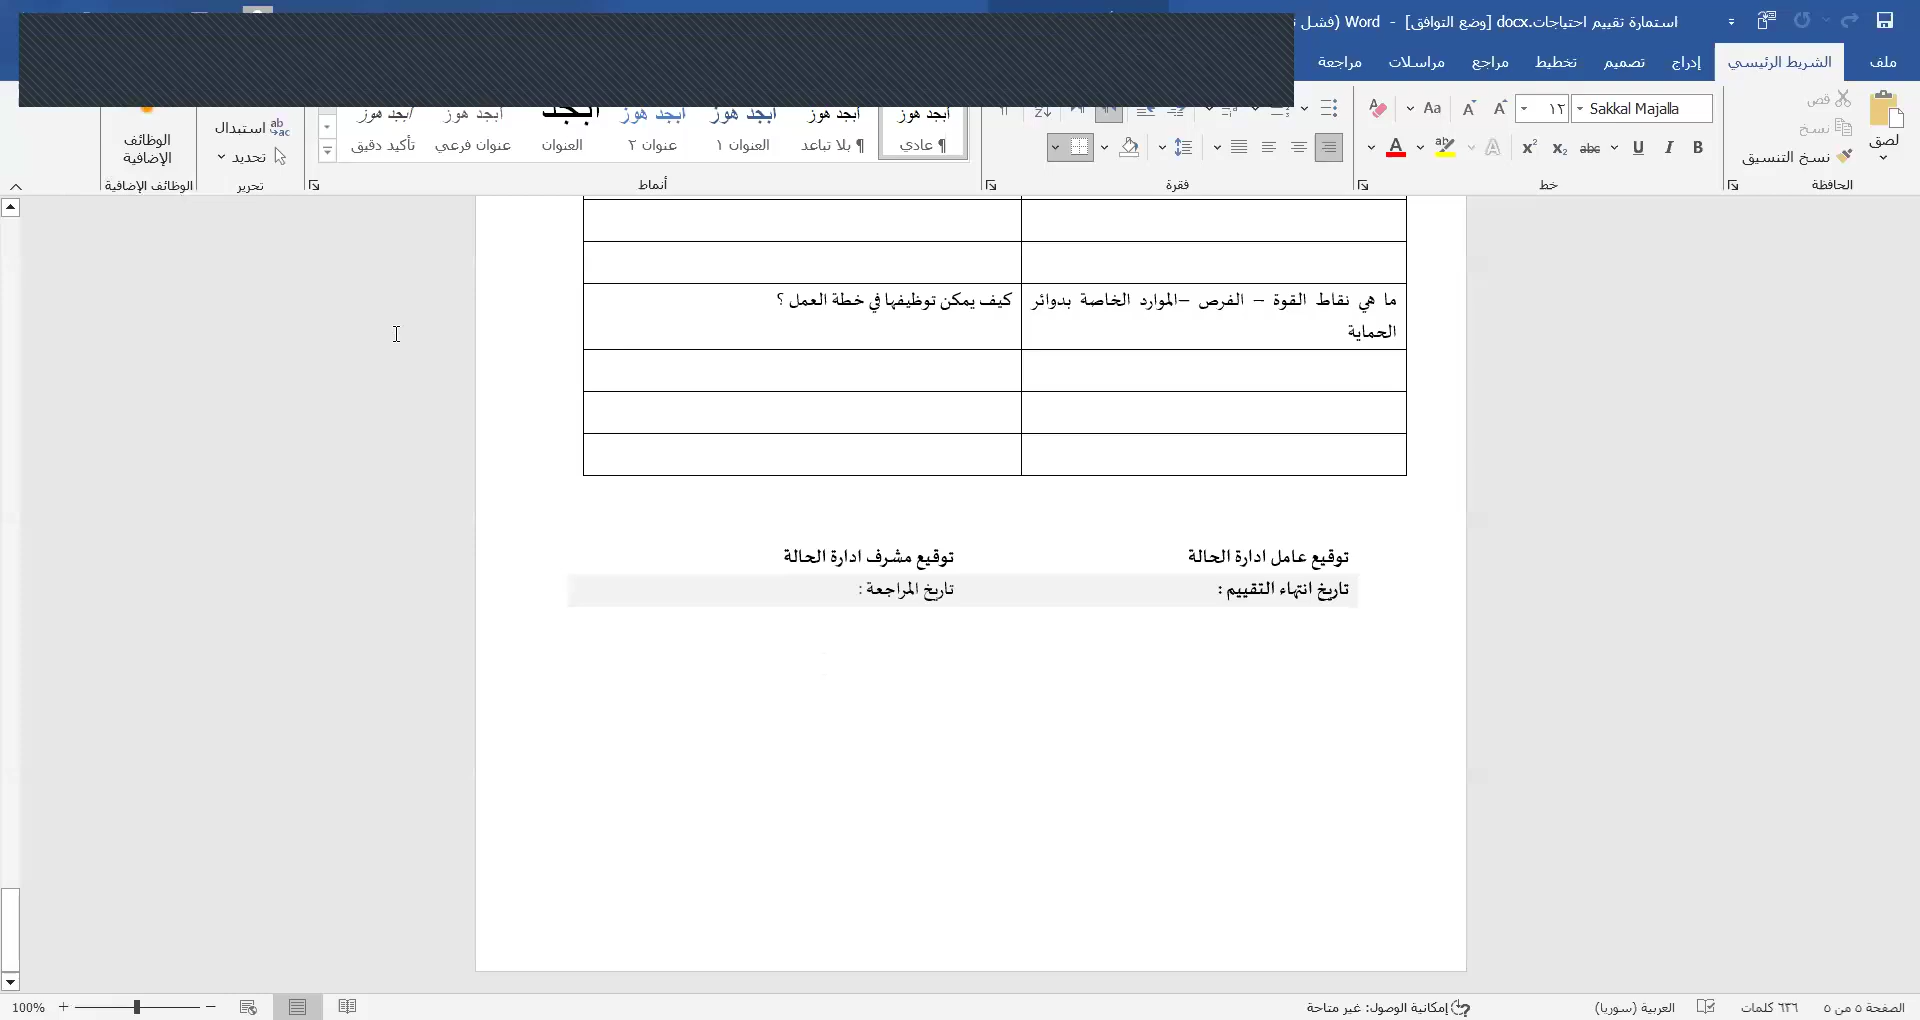 استمارة تقييم احتياجات.docx [وضع التوافق] - Word (فشل
ملف الشريط الرئيسي إدراج تصميم تخطيط مراجع مراسلات مراجعة
لصق
قص
نسخ
نسخ التنسيق
الحافظة
Sakkal Majalla ١٢
خط
فقرة
أبجد هوز أبجد هوز أبجد هوز أبجد هوز أبجد أبجد هوز أبجد هوز
¶ عادي ¶ بلا تباعد العنوان ١ عنوان ٢ العنوان عنوان فرعي تأكيد دقيق
أنماط
استبدال
تحديد
تحرير
الوظائف الإضافية
الوظائف الإضافية
ما هي نقاط القوة – الفرص –الموارد الخاصة بدوائر الحماية
كيف يمكن توظيفها في خطة العمل ؟
توقيع عامل ادارة الحالة توقيع مشرف ادارة الحالة
تاريخ انتهاء التقييم : تاريخ المراجعة :
الصفحة ٥ من ٥ ٦٣٦ كلمات العربية (سوريا) إمكانية الوصول: غير متاحة 100%